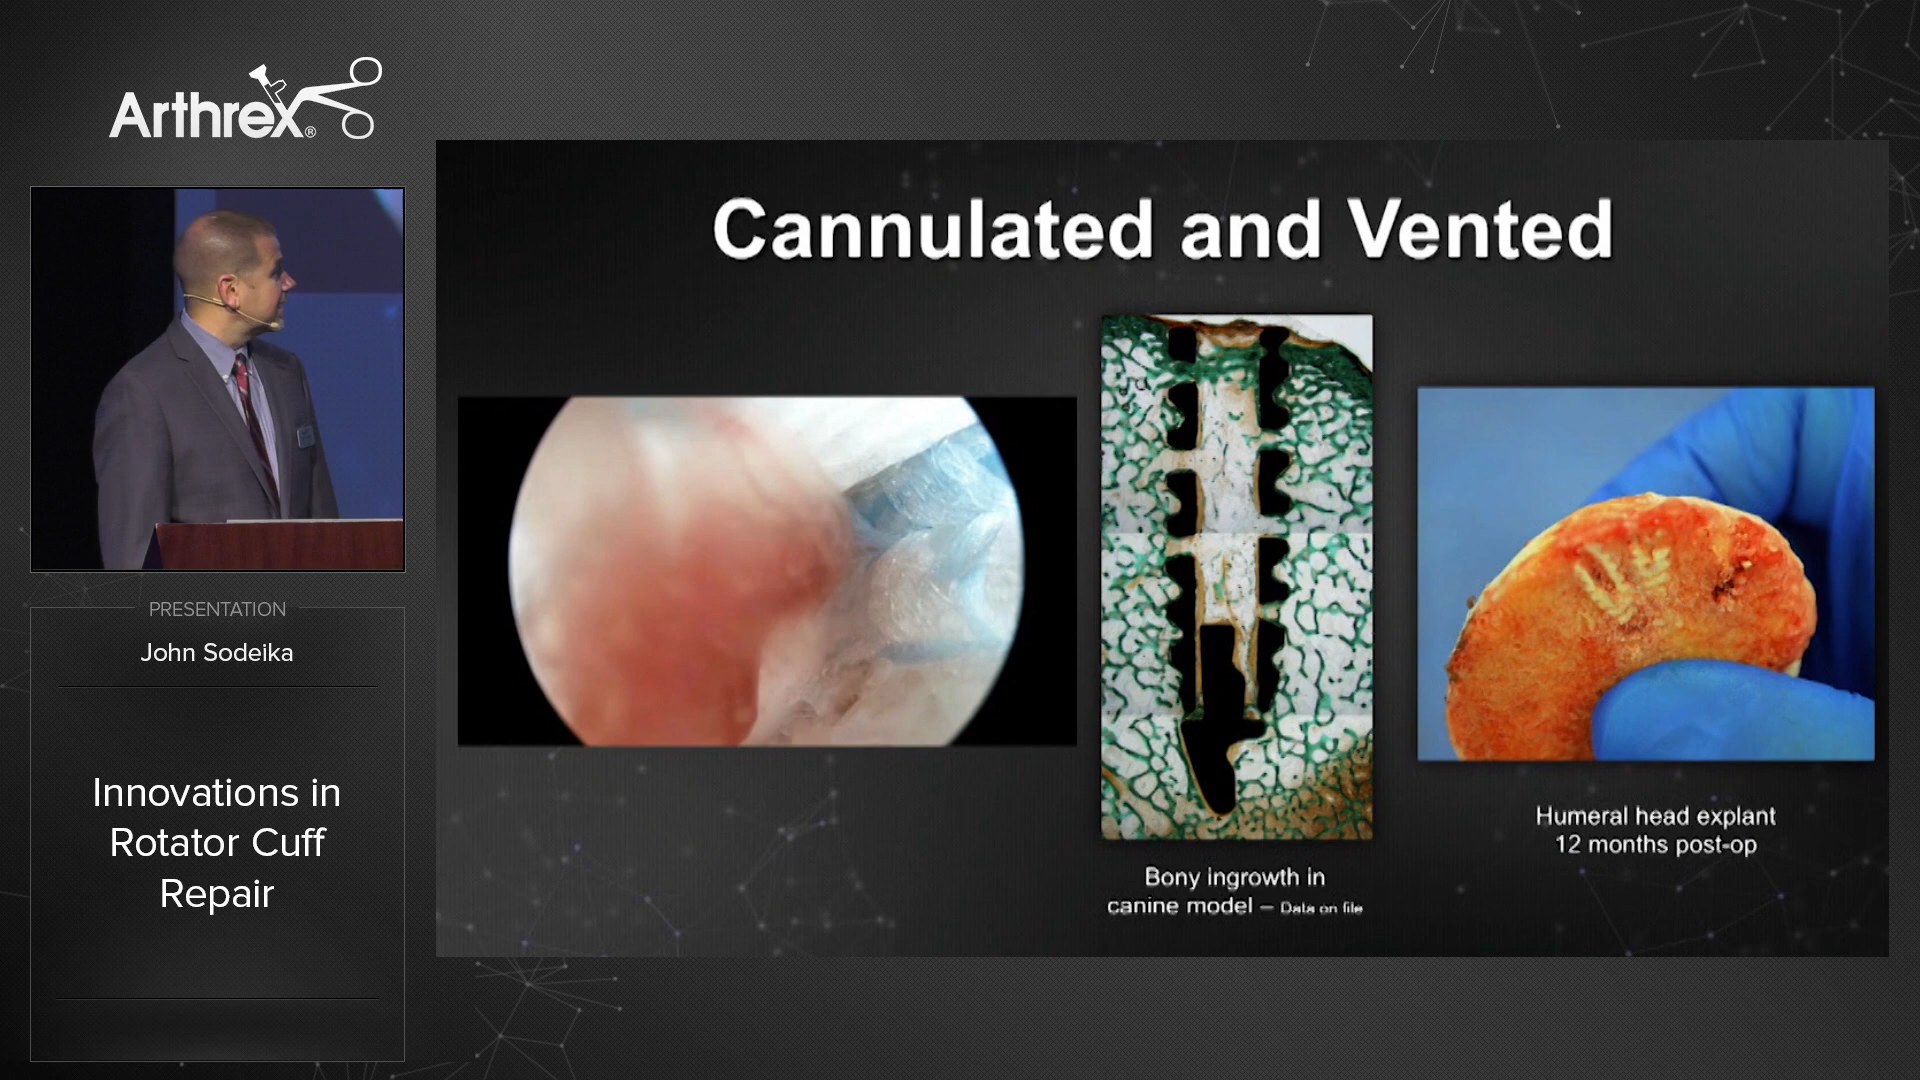 Arthrex®
PRESENTATION
John Sodeika
Innovations in
Rotator Cuff
Repair
Cannulated and Vented
Bony ingrowth in
canine model – Data on file
Humeral head explant
12 months post-op